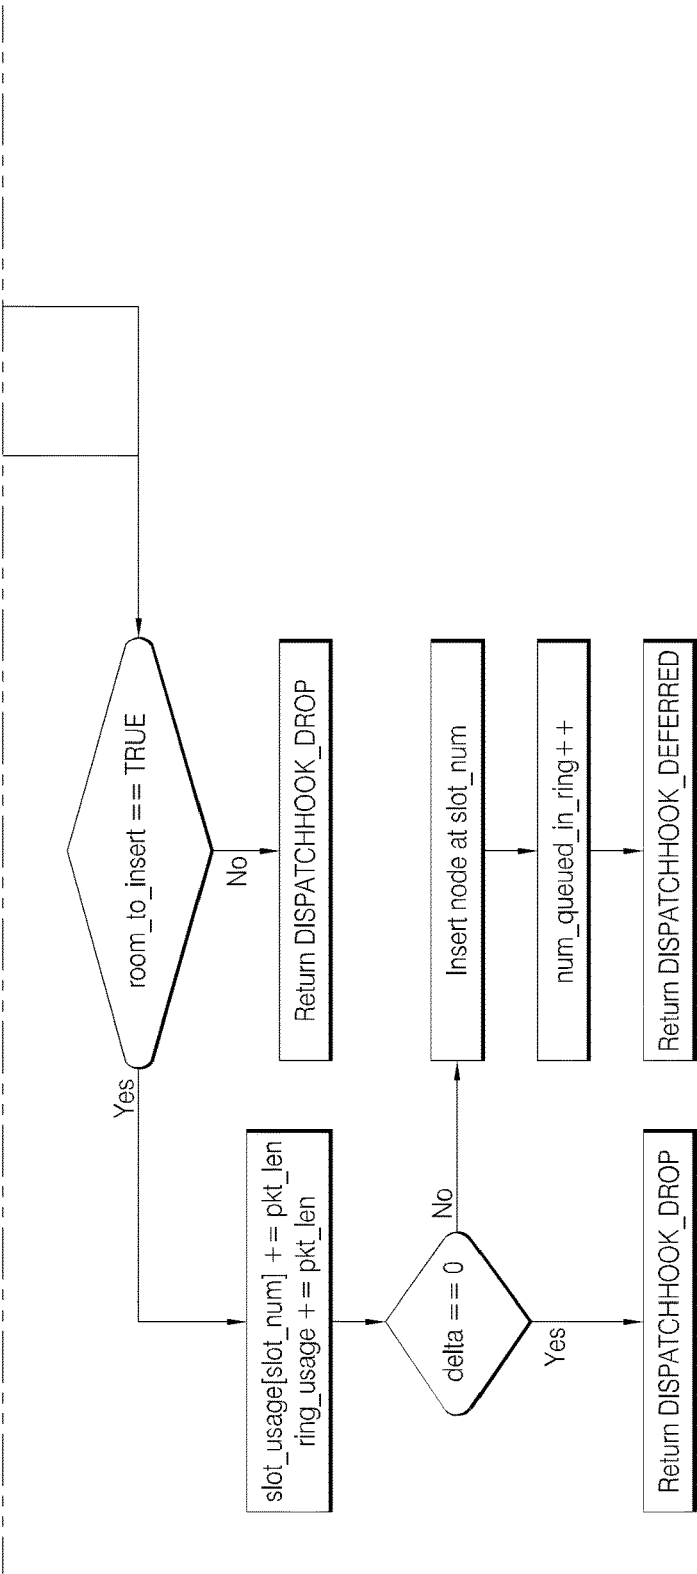 room_to_insert == TRUE
Yes
No
slot_usage[slot_num] += pkt_len
ring_usage += pkt_len
Return DISPATCHHOOK_DROP
delta == 0
No
Yes
Insert node at slot_num
num_queued_in_ring++
Return DISPATCHHOOK_DROP
Return DISPATCHHOOK_DEFERRED